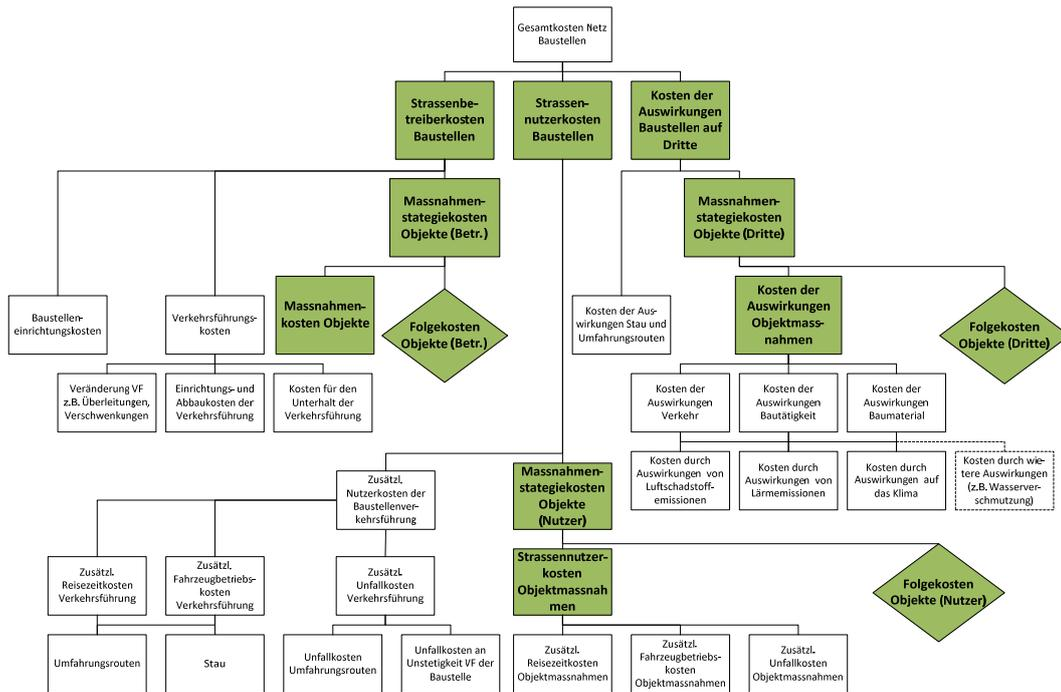 Gesamtkosten Netz
Baustellen
Strassenbe-
treiberkosten
Baustellen
Strassen-
nutzerkosten
Baustellen
Kosten der
Auswirkungen
Baustellen auf
Dritte
Massnahmen-
stategiekosten
Objekte (Betr.)
Massnahmen-
stategiekosten
Objekte (Dritte)
Baustellen-
einrichtungskosten
Verkehrsführungs-
kosten
Massnahmen-
kosten Objekte
Folgekosten
Objekte (Betr.)
Kosten der Aus-
wirkungen Stau und
Umfahrungsrouten
Kosten der
Auswirkungen
Objektmass-
nahmen
Folgekosten
Objekte (Dritte)
Veränderung VF
z.B. Überleitungen,
Verschwenkungen
Einrichtungs- und
Abbaukosten der
Verkehrsführung
Kosten für den
Unterhalt der
Verkehrsführung
Kosten der
Auswirkungen
Verkehr
Kosten der
Auswirkungen
Bautätigkeit
Kosten der
Auswirkungen
Baumaterial
Kosten durch
Auswirkungen von
Luftschadstoff-
emissionen
Kosten durch
Auswirkungen von
Lärmemissionen
Kosten durch
Auswirkungen auf
das Klima
Kosten durch wie-
tere Auswirkungen
(z.B. Wasserver-
schmutzung)
Zusätzl.
Nutzerkosten der
Baustellenver-
kehrsführung
Massnahmen-
stategiekosten
Objekte
(Nutzer)
Zusätzl.
Reisezeitkosten
Verkehrsführung
Zusätzl.
Fahrzeugbetriebs-
kosten
Verkehrsführung
Zusätzl.
Unfallkosten
Verkehrsführung
Strassennutzer-
kosten
Objektmassnah
men
Folgekosten
Objekte (Nutzer)
Umfahrungsrouten
Stau
Unfallkosten
Umfahrungsrouten
Unfallkosten an
Unstetigkeit VF der
Baustelle
Zusätzl.
Reisezeitkosten
Objektmassnahmen
Zusätzl.
Fahrzeugbetriebs-
kosten
Objektmassnahmen
Zusätzl.
Unfallkosten
Objektmassnahmen